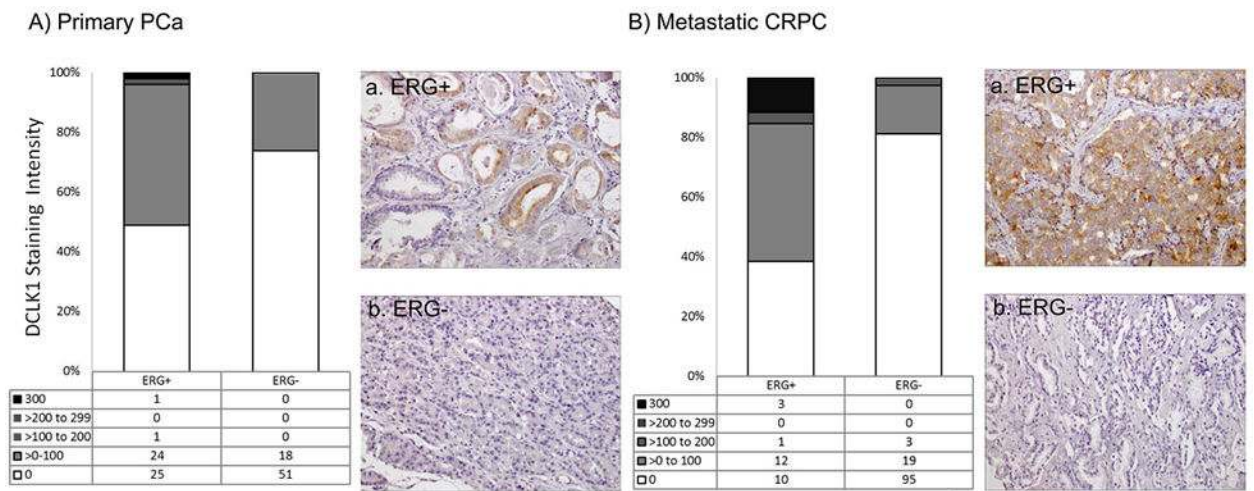 A) Primary PCa
DCLK1 Staining Intensity
100%
80%
60%
40%
20%
0%
ERG+ ERG-
300 1 0
>200 to 299 0 0
>100 to 200 1 0
>0-100 24 18
0 25 51
a. ERG+
b. ERG-
B) Metastatic CRPC
100%
80%
60%
40%
20%
0%
ERG+ ERG-
300 3 0
>200 to 299 0 0
>100 to 200 1 3
>0 to 100 12 19
0 10 95
a. ERG+
b. ERG-